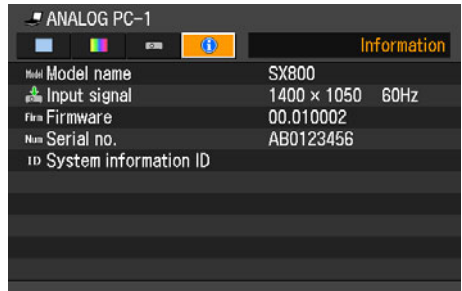 ANALOG PC-1
Information
Model Model name SX800
Input signal 1400 × 1050 60Hz
Firm Firmware 00.010002
Num Serial no. AB0123456
ID System information ID